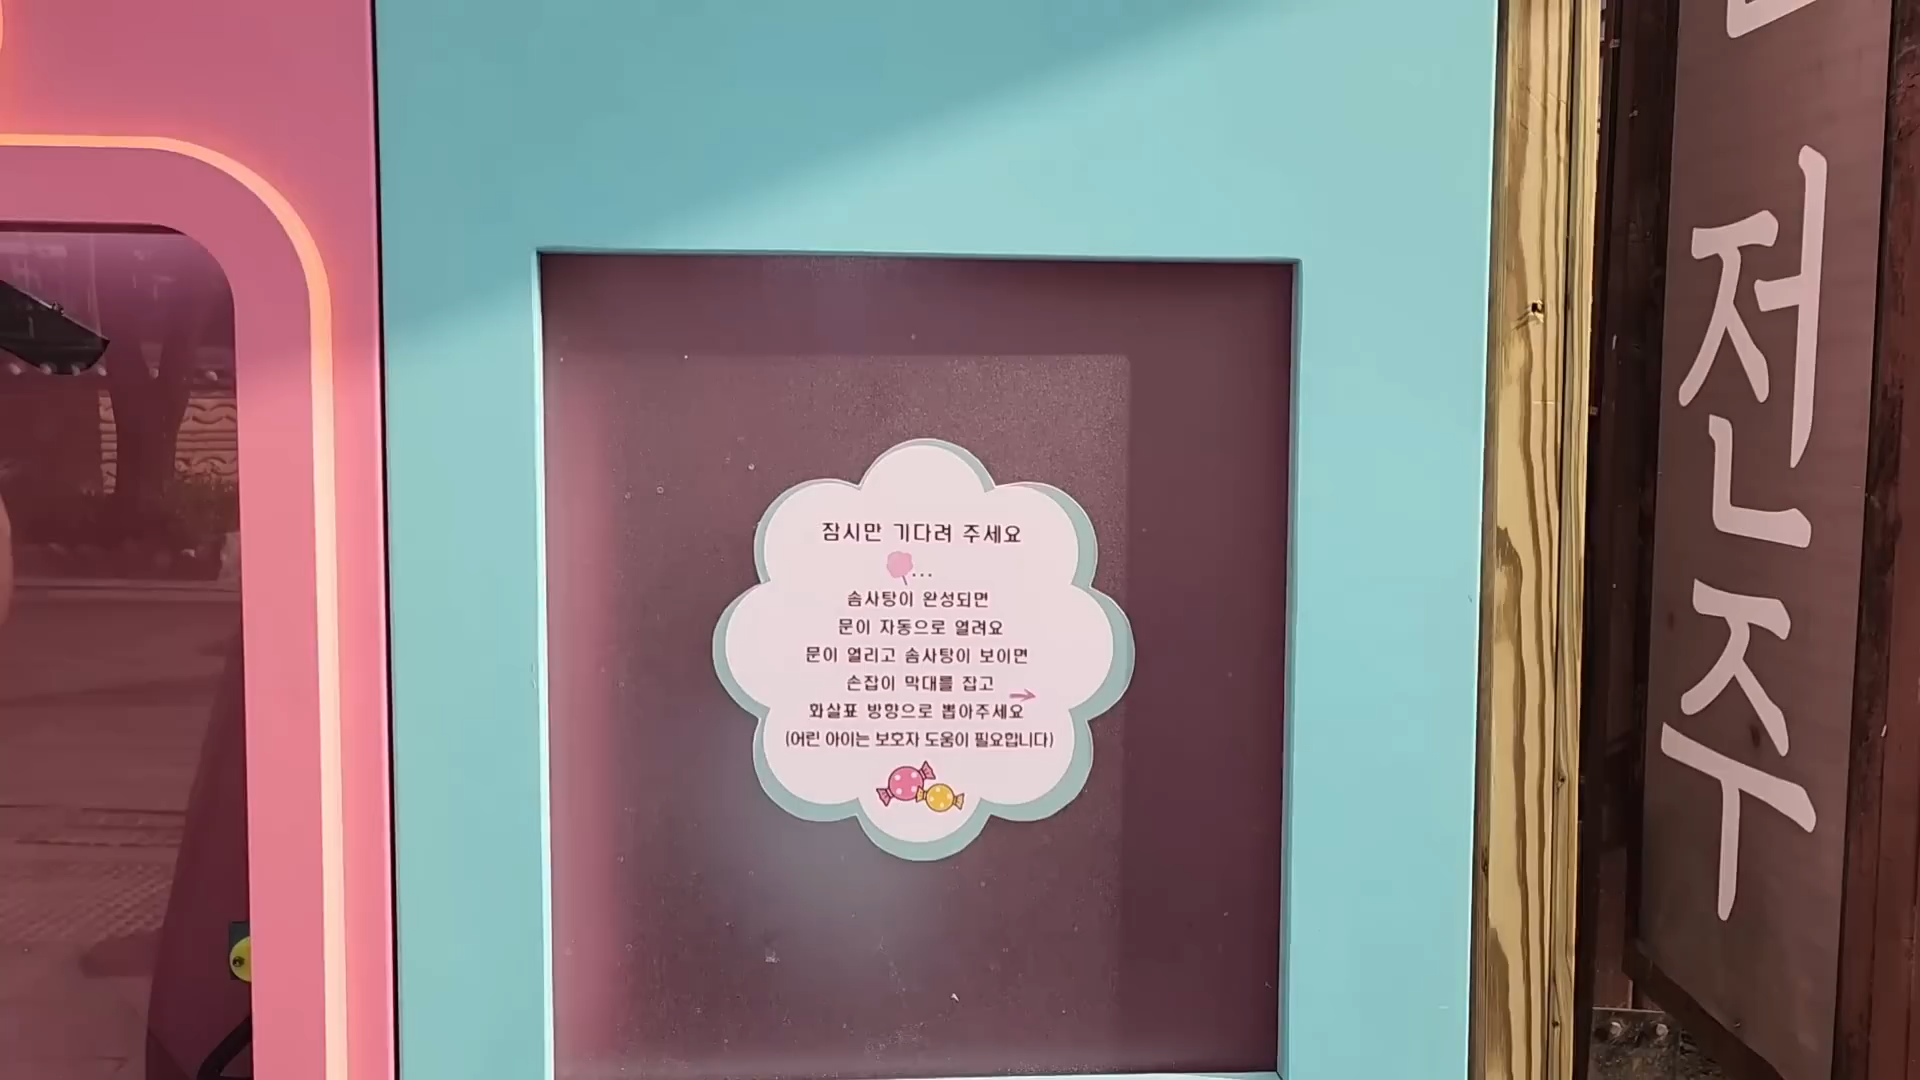 잠시만 기다려 주세요
...
솜사탕이 완성되면
문이 자동으로 열려요
문이 열리고 솜사탕이 보이면
손잡이 막대를 잡고
화살표 방향으로 뽑아주세요
(어린 아이는 보호자 도움이 필요합니다)
전주